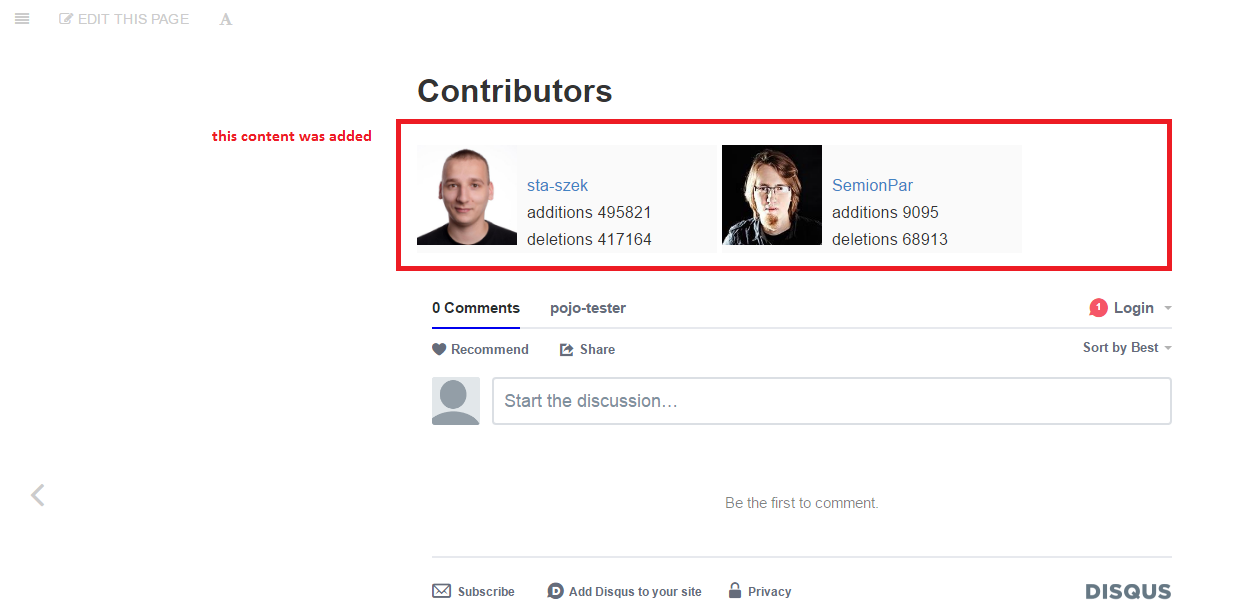 EDIT THIS PAGE A
Contributors
this content was added
sta-szek
additions 495821
deletions 417164
SemionPar
additions 9095
deletions 68913
0 Comments pojo-tester 1 Login
Recommend Share Sort by Best
Start the discussion...
Be the first to comment.
Subscribe D Add Disqus to your site Privacy DISQUS